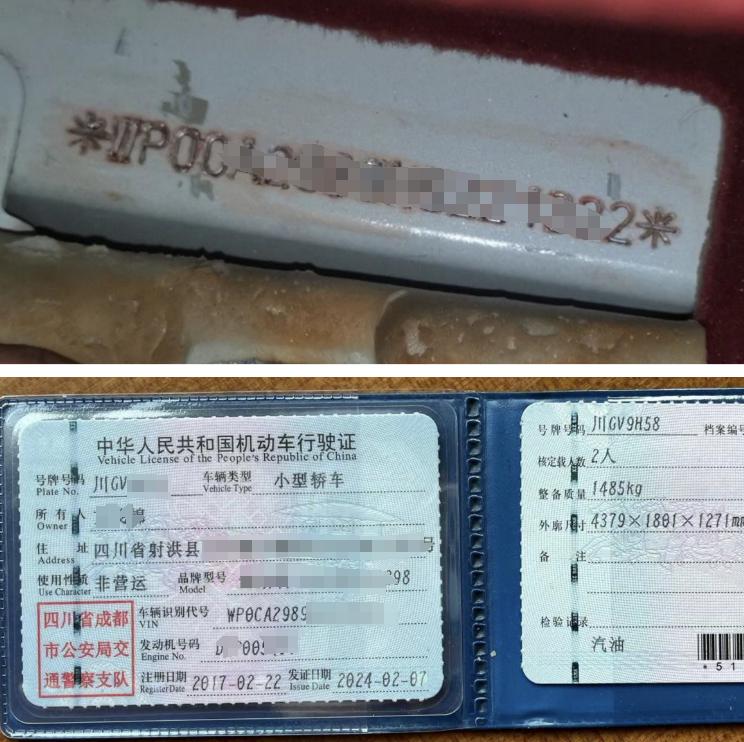 *WP0CA2 2*
中华人民共和国机动车行驶证
Vehicle License of the People's Republic of China
号牌号码 川GV 车辆类型 小型轿车
Plate No. Vehicle Type
所有人
Owner
住址 四川省射洪县 号
Address
使用性质 非营运 品牌型号 298
Use Character Model
四川省成都市公安局交通警察支队
车辆识别代号 WP0CA2989
VIN
发动机号码
Engine No.
注册日期 2017-02-22 发证日期 2024-02-07
Register Date Issue Date
号牌号码 川GV9H58 档案编号
核定载人数 2人
整备质量 1485kg
外廓尺寸 4379×1801×1271mm
备注
检验记录
汽油
*51